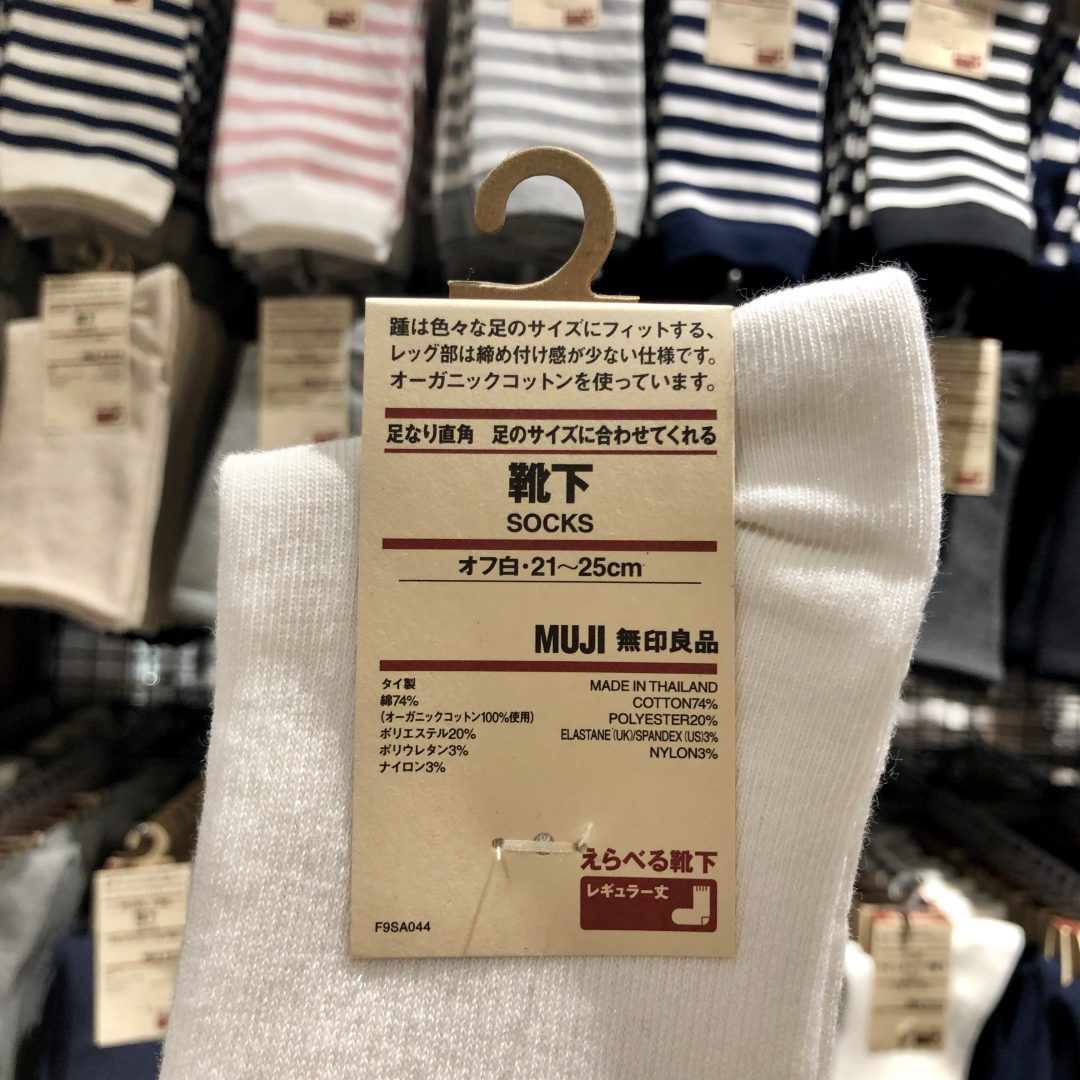 踵は色々な足のサイズにフィットする、
レッグ部は締め付け感が少ない仕様です。
オーガニックコットンを使っています。
足なり直角　足のサイズに合わせてくれる
靴下
SOCKS
オフ白・21～25cm
MUJI 無印良品
タイ製
綿74%
(オーガニックコットン100%使用)
ポリエステル20%
ポリウレタン3%
ナイロン3%
MADE IN THAILAND
COTTON74%
POLYESTER20%
ELASTANE(UK)/SPANDEX(US)3%
NYLON3%
えらべる靴下
レギュラー丈
F9SA044